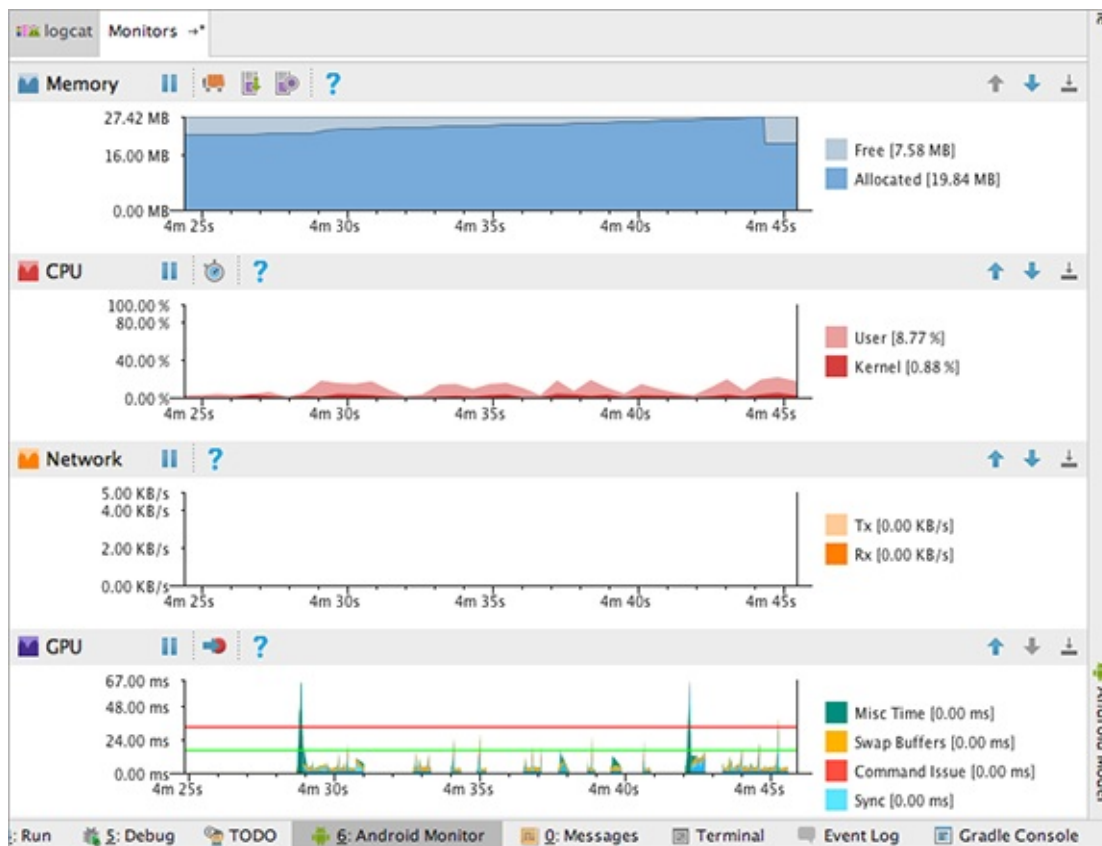 logcat Monitors →*
Memory ?
27.42 MB
16.00 MB
0.00 MB
Free [7.58 MB]
Allocated [19.84 MB]
4m 25s 4m 30s 4m 35s 4m 40s 4m 45s
CPU ?
100.00 %
80.00 %
40.00 %
0.00 %
User [8.77 %]
Kernel [0.88 %]
4m 25s 4m 30s 4m 35s 4m 40s 4m 45s
Network ?
5.00 KB/s
4.00 KB/s
2.00 KB/s
0.00 KB/s
Tx [0.00 KB/s]
Rx [0.00 KB/s]
4m 25s 4m 30s 4m 35s 4m 40s 4m 45s
GPU ?
67.00 ms
48.00 ms
24.00 ms
0.00 ms
Misc Time [0.00 ms]
Swap Buffers [0.00 ms]
Command Issue [0.00 ms]
Sync [0.00 ms]
4m 25s 4m 30s 4m 35s 4m 40s 4m 45s
Android Model
: Run 5: Debug TODO 6: Android Monitor 0: Messages Terminal Event Log Gradle Console